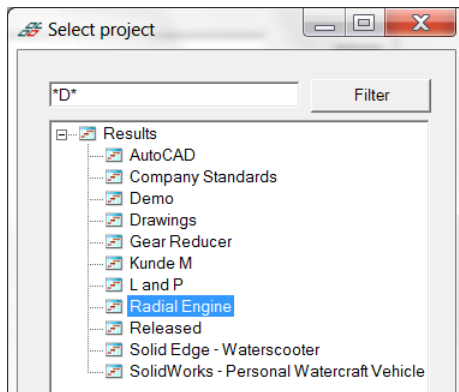 Select project
*D*
Filter
Results
AutoCAD
Company Standards
Demo
Drawings
Gear Reducer
Kunde M
L and P
Radial Engine
Released
Solid Edge - Waterscooter
SolidWorks - Personal Watercraft Vehicle